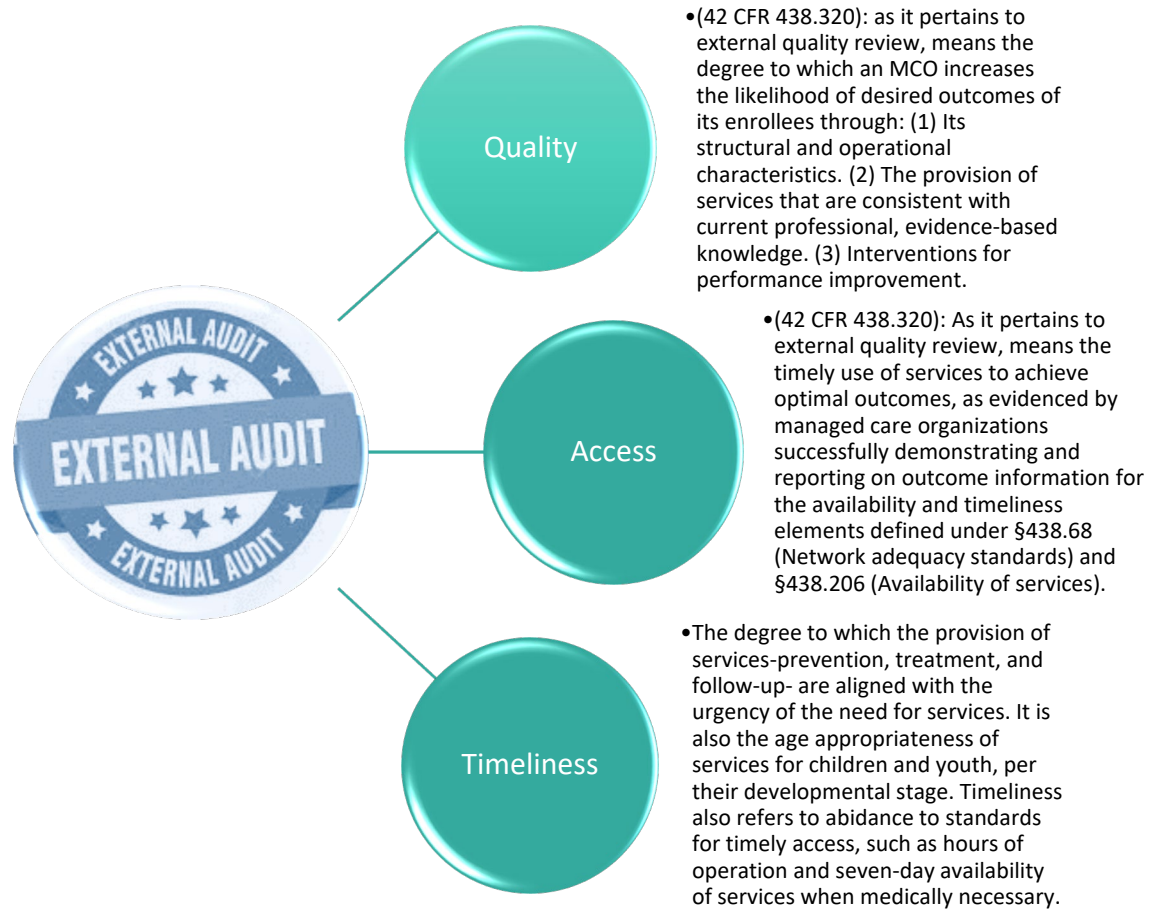 EXTERNAL AUDIT
EXTERNAL AUDIT
EXTERNAL AUDIT
Quality
•(42 CFR 438.320): as it pertains to
external quality review, means the
degree to which an MCO increases
the likelihood of desired outcomes of
its enrollees through: (1) Its
structural and operational
characteristics. (2) The provision of
services that are consistent with
current professional, evidence-based
knowledge. (3) Interventions for
performance improvement.
Access
•(42 CFR 438.320): As it pertains to
external quality review, means the
timely use of services to achieve
optimal outcomes, as evidenced by
managed care organizations
successfully demonstrating and
reporting on outcome information for
the availability and timeliness
elements defined under §438.68
(Network adequacy standards) and
§438.206 (Availability of services).
Timeliness
•The degree to which the provision of
services-prevention, treatment, and
follow-up- are aligned with the
urgency of the need for services. It is
also the age appropriateness of
services for children and youth, per
their developmental stage. Timeliness
also refers to abidance to standards
for timely access, such as hours of
operation and seven-day availability
of services when medically necessary.